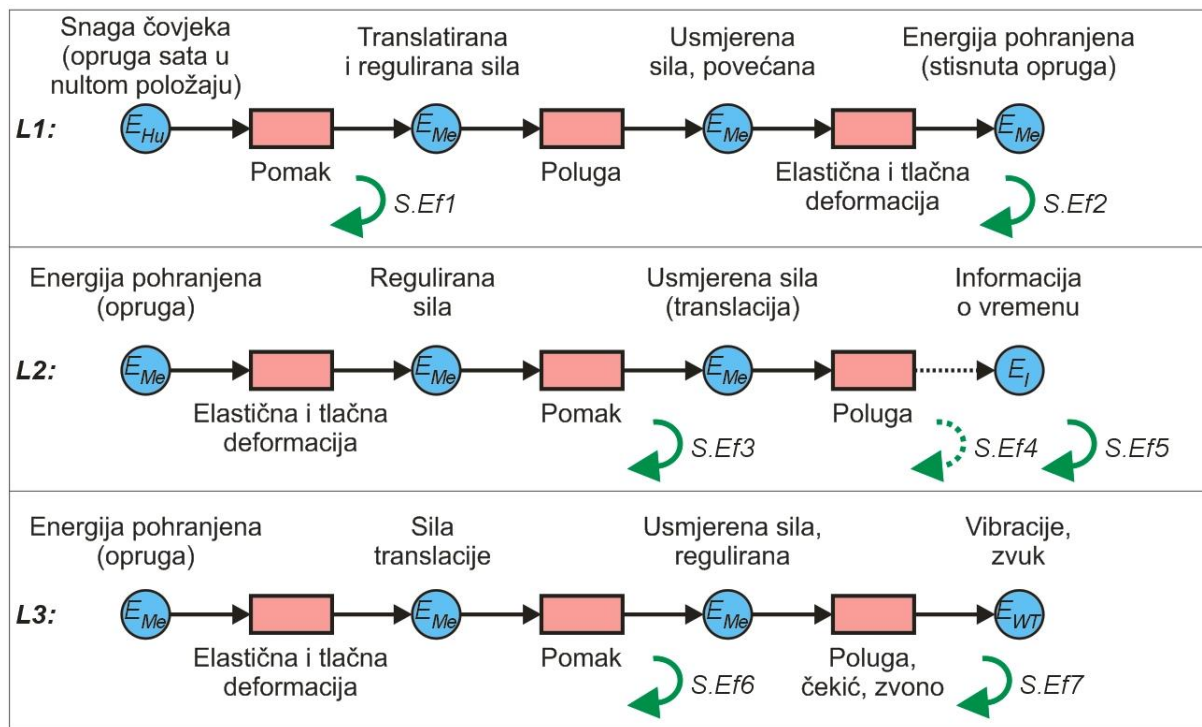 Snaga čovjeka
(opruga sata u
nultom položaju)
Translatirana
i regulirana sila
Usmjerena
sila, povećana
Energija pohranjena
(stisnuta opruga)
L1:
E_Hu
E_Me
E_Me
E_Me
Pomak
Poluga
Elastična i tlačna
deformacija
S.Ef1
S.Ef2
Energija pohranjena
(opruga)
Regulirana
sila
Usmjerena sila
(translacija)
Informacija
o vremenu
L2:
E_Me
E_Me
E_Me
E_I
Elastična i tlačna
deformacija
Pomak
Poluga
S.Ef3
S.Ef4
S.Ef5
Energija pohranjena
(opruga)
Sila
translacije
Usmjerena sila,
regulirana
Vibracije,
zvuk
L3:
E_Me
E_Me
E_Me
E_WT
Elastična i tlačna
deformacija
Pomak
Poluga,
čekić, zvono
S.Ef6
S.Ef7